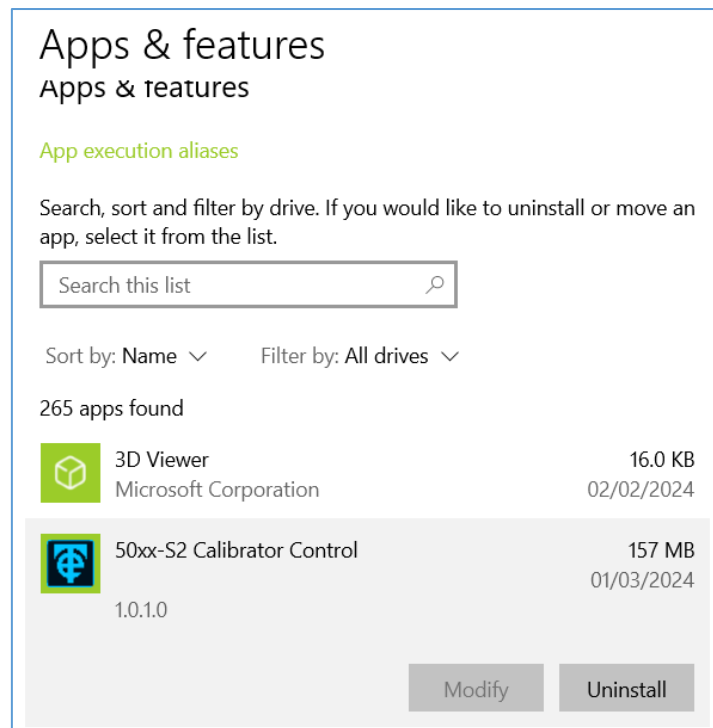 Apps & features
Apps & features
App execution aliases
Search, sort and filter by drive. If you would like to uninstall or move an
app, select it from the list.
Search this list
Sort by: Name Filter by: All drives
265 apps found
3D Viewer 16.0 KB
Microsoft Corporation 02/02/2024
50xx-S2 Calibrator Control 157 MB
01/03/2024
1.0.1.0
Modify Uninstall